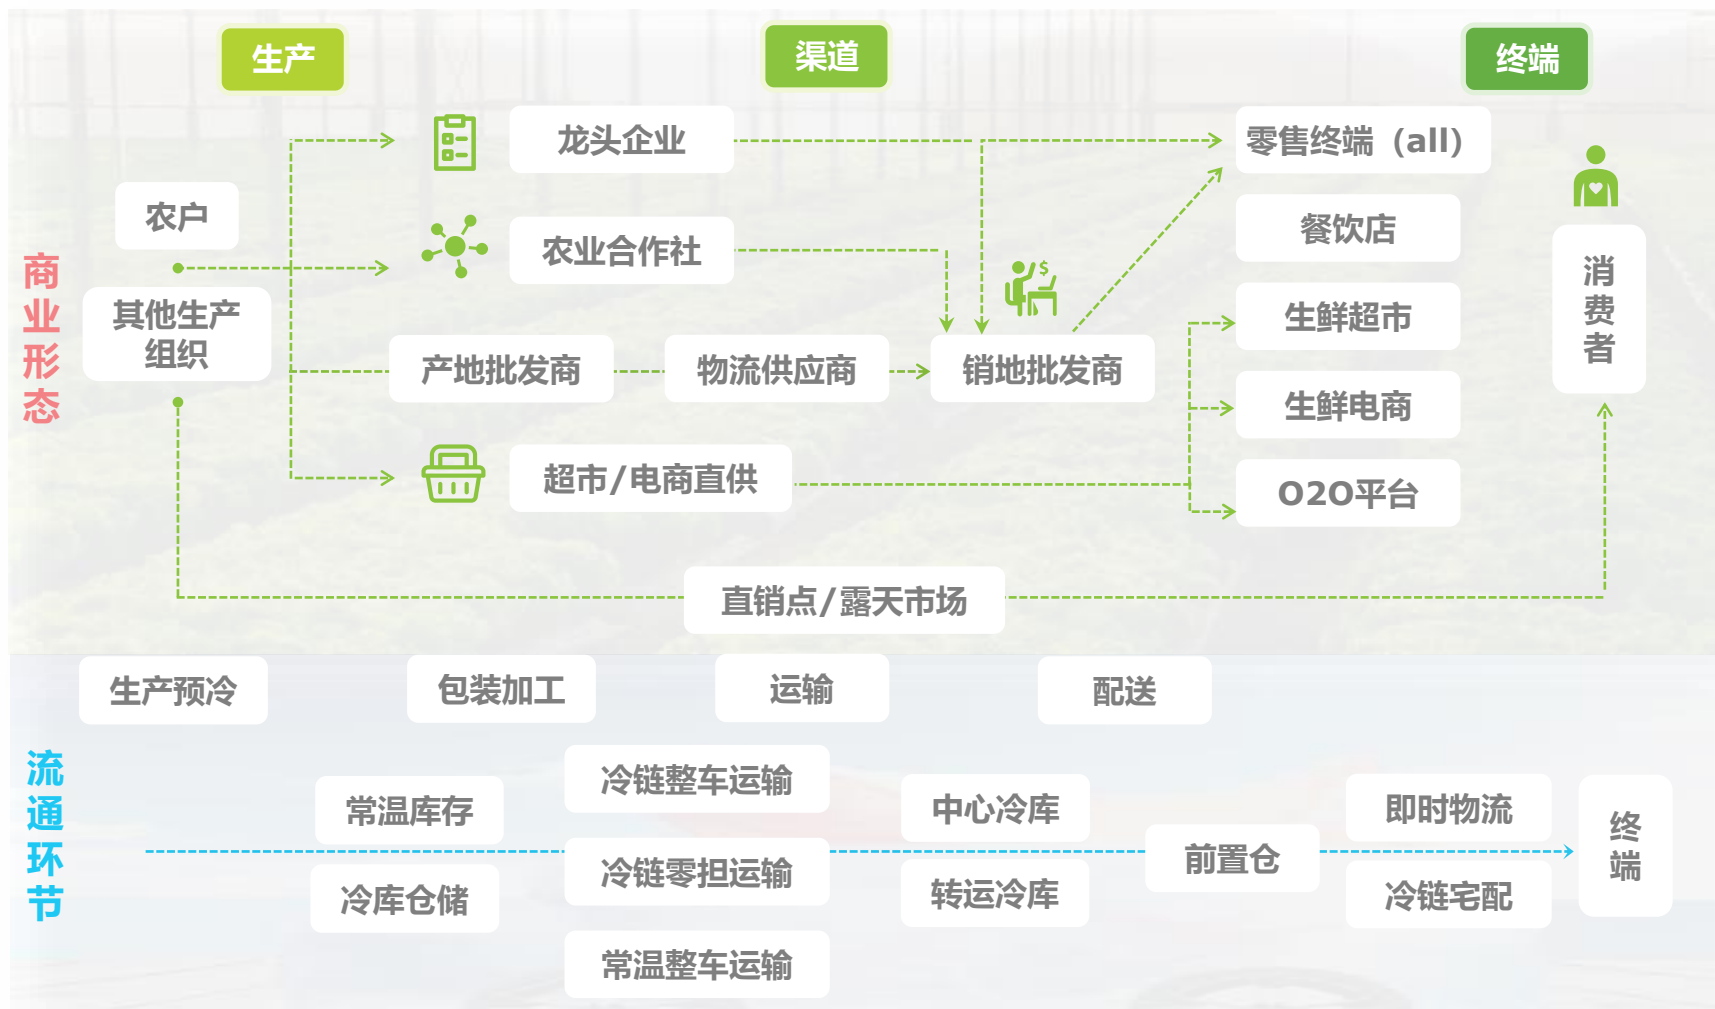 生产
渠道
终端
商业形态
农户
其他生产
组织
龙头企业
农业合作社
产地批发商
物流供应商
销地批发商
$
超市/电商直供
直销点/露天市场
零售终端（all）
餐饮店
生鲜超市
生鲜电商
O2O平台
消费者
流通环节
生产预冷
包装加工
运输
配送
常温库存
冷库仓储
冷链整车运输
冷链零担运输
常温整车运输
中心冷库
转运冷库
前置仓
即时物流
冷链宅配
终端